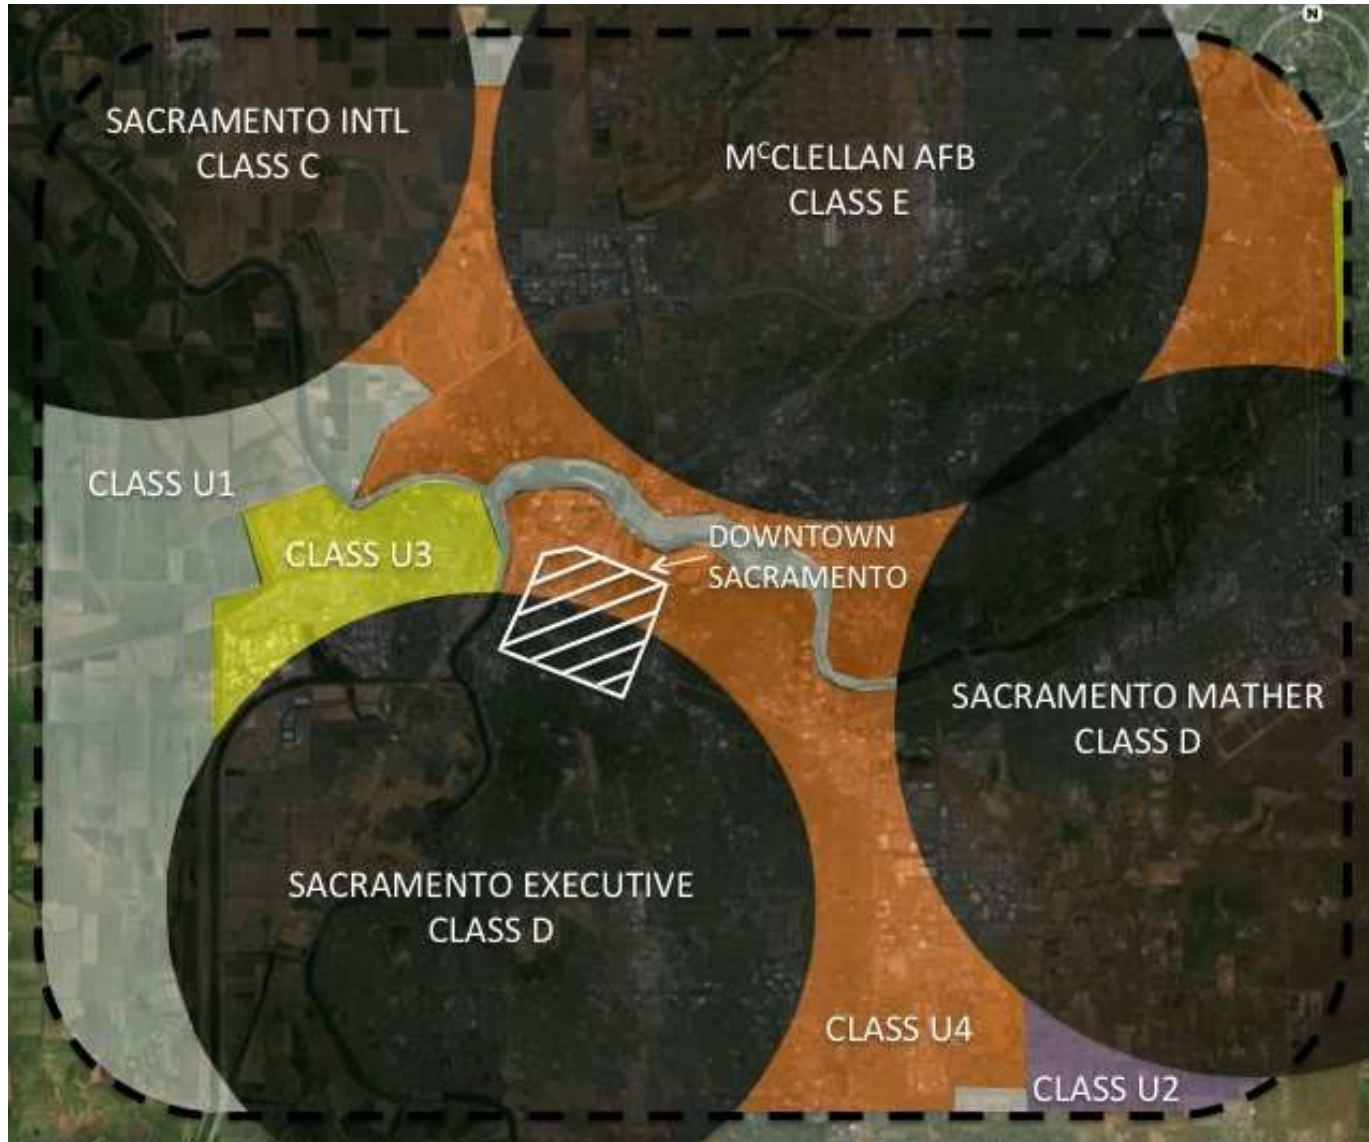 N
SACRAMENTO INTL
CLASS C
MᶜCLELLAN AFB
CLASS E
CLASS U1
CLASS U3
DOWNTOWN
SACRAMENTO
SACRAMENTO MATHER
CLASS D
SACRAMENTO EXECUTIVE
CLASS D
CLASS U4
CLASS U2